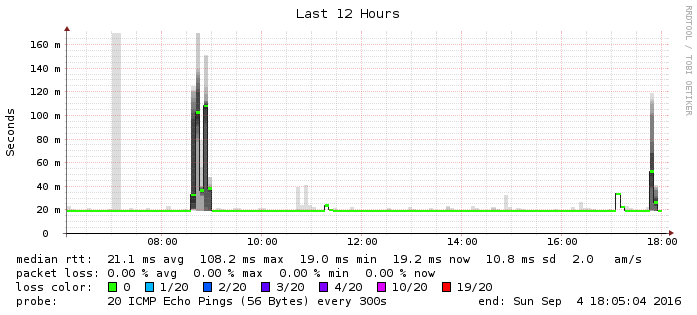 Last 12 Hours
RRDTOOL / TOBI OETIKER
Seconds
160 m
140 m
120 m
100 m
80 m
60 m
40 m
20 m
0
08:00 10:00 12:00 14:00 16:00 18:00
median rtt: 21.1 ms avg 108.2 ms max 19.0 ms min 19.2 ms now 10.8 ms sd 2.0 am/s
packet loss: 0.00 % avg 0.00 % max 0.00 % min 0.00 % now
loss color: 0 1/20 2/20 3/20 4/20 10/20 19/20
probe: 20 ICMP Echo Pings (56 Bytes) every 300s end: Sun Sep 4 18:05:04 2016